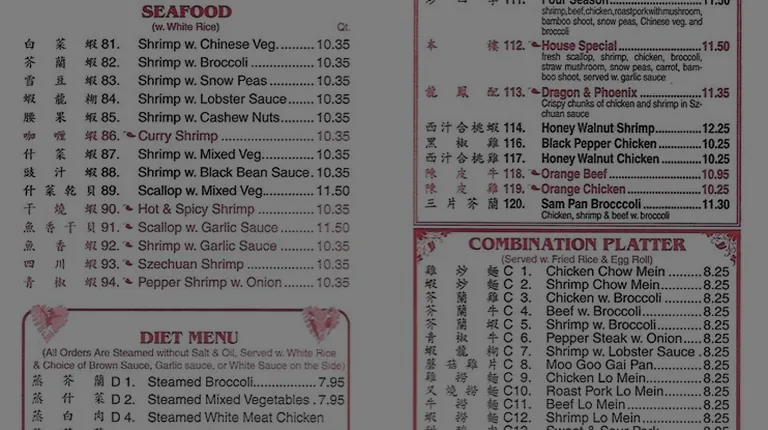 SEAFOOD
(w. White Rice) Qt.
白菜蝦 81. Shrimp w. Chinese Veg. 10.35
芥蘭蝦 82. Shrimp w. Broccoli 10.35
雪豆蝦 83. Shrimp w. Snow Peas 10.35
蝦龍糊 84. Shrimp w. Lobster Sauce 10.35
腰果蝦 85. Shrimp w. Cashew Nuts 10.35
咖喱蝦 86. Curry Shrimp 10.35
什菜蝦 87. Shrimp w. Mixed Veg. 10.35
豉汁蝦 88. Shrimp w. Black Bean Sauce. 10.35
什菜乾貝 89. Scallop w. Mixed Veg. 11.50
干燒蝦 90. Hot & Spicy Shrimp 10.35
魚香干貝 91. Scallop w. Garlic Sauce 11.50
魚香蝦 92. Shrimp w. Garlic Sauce 10.35
四川蝦 93. Szechuan Shrimp 10.35
青椒蝦 94. Pepper Shrimp w. Onion 10.35
DIET MENU
(All Orders Are Steamed without Salt & Oil, Served w. White Rice
& Choice of Brown Sauce, Garlic sauce, or White Sauce on the Side)
蒸芥蘭 D 1. Steamed Broccoli 7.95
蒸什菜 D 2. Steamed Mixed Vegetables . 7.95
蒸白肉 D 4. Steamed White Meat Chicken
111. Four Season 11.50
shrimp,beef,chicken,roastporkwithmushroom,
bamboo shoot, snow peas, Chinese veg. and
broccoli
本樓 112. House Special 11.50
fresh scallop, shrimp, chicken, broccoli,
straw mushroom, snow peas, carrot, bam-
boo shoot, served w. garlic sauce
龍鳳配 113. Dragon & Phoenix 11.35
Crispy chunks of chicken and shrimp in Sz-
chuan sauce
西汁合桃蝦 114. Honey Walnut Shrimp 12.25
黑椒雞 116. Black Pepper Chicken 10.25
西汁合桃雞 117. Honey Walnut Chicken 10.25
陳皮牛 118. Orange Beef 10.95
陳皮雞 119. Orange Chicken 10.25
三片芥蘭 120. Sam Pan Brocccoli 11.30
Chicken, shrimp & beef w. broccoli
COMBINATION PLATTER
(Served w. Fried Rice & Egg Roll)
雞炒麵 C 1. Chicken Chow Mein 8.25
蝦炒麵 C 2. Shrimp Chow Mein 8.25
芥蘭雞 C 3. Chicken w. Broccoli 8.25
芥蘭牛 C 4. Beef w. Broccoli 8.25
芥蘭蝦 C 5. Shrimp w. Broccoli 8.25
青椒牛 C 6. Pepper Steak w. Onion 8.25
蝦龍糊 C 7. Shrimp w. Lobster Sauce . 8.25
蘑菇雞片 C 8. Moo Goo Gai Pan 8.25
雞撈麵 C 9. Chicken Lo Mein 8.25
叉燒撈麵 C10. Roast Pork Lo Mein 8.25
牛撈麵 C11. Beef Lo Mein 8.25
蝦撈麵 C12. Shrimp Lo Mein 8.25